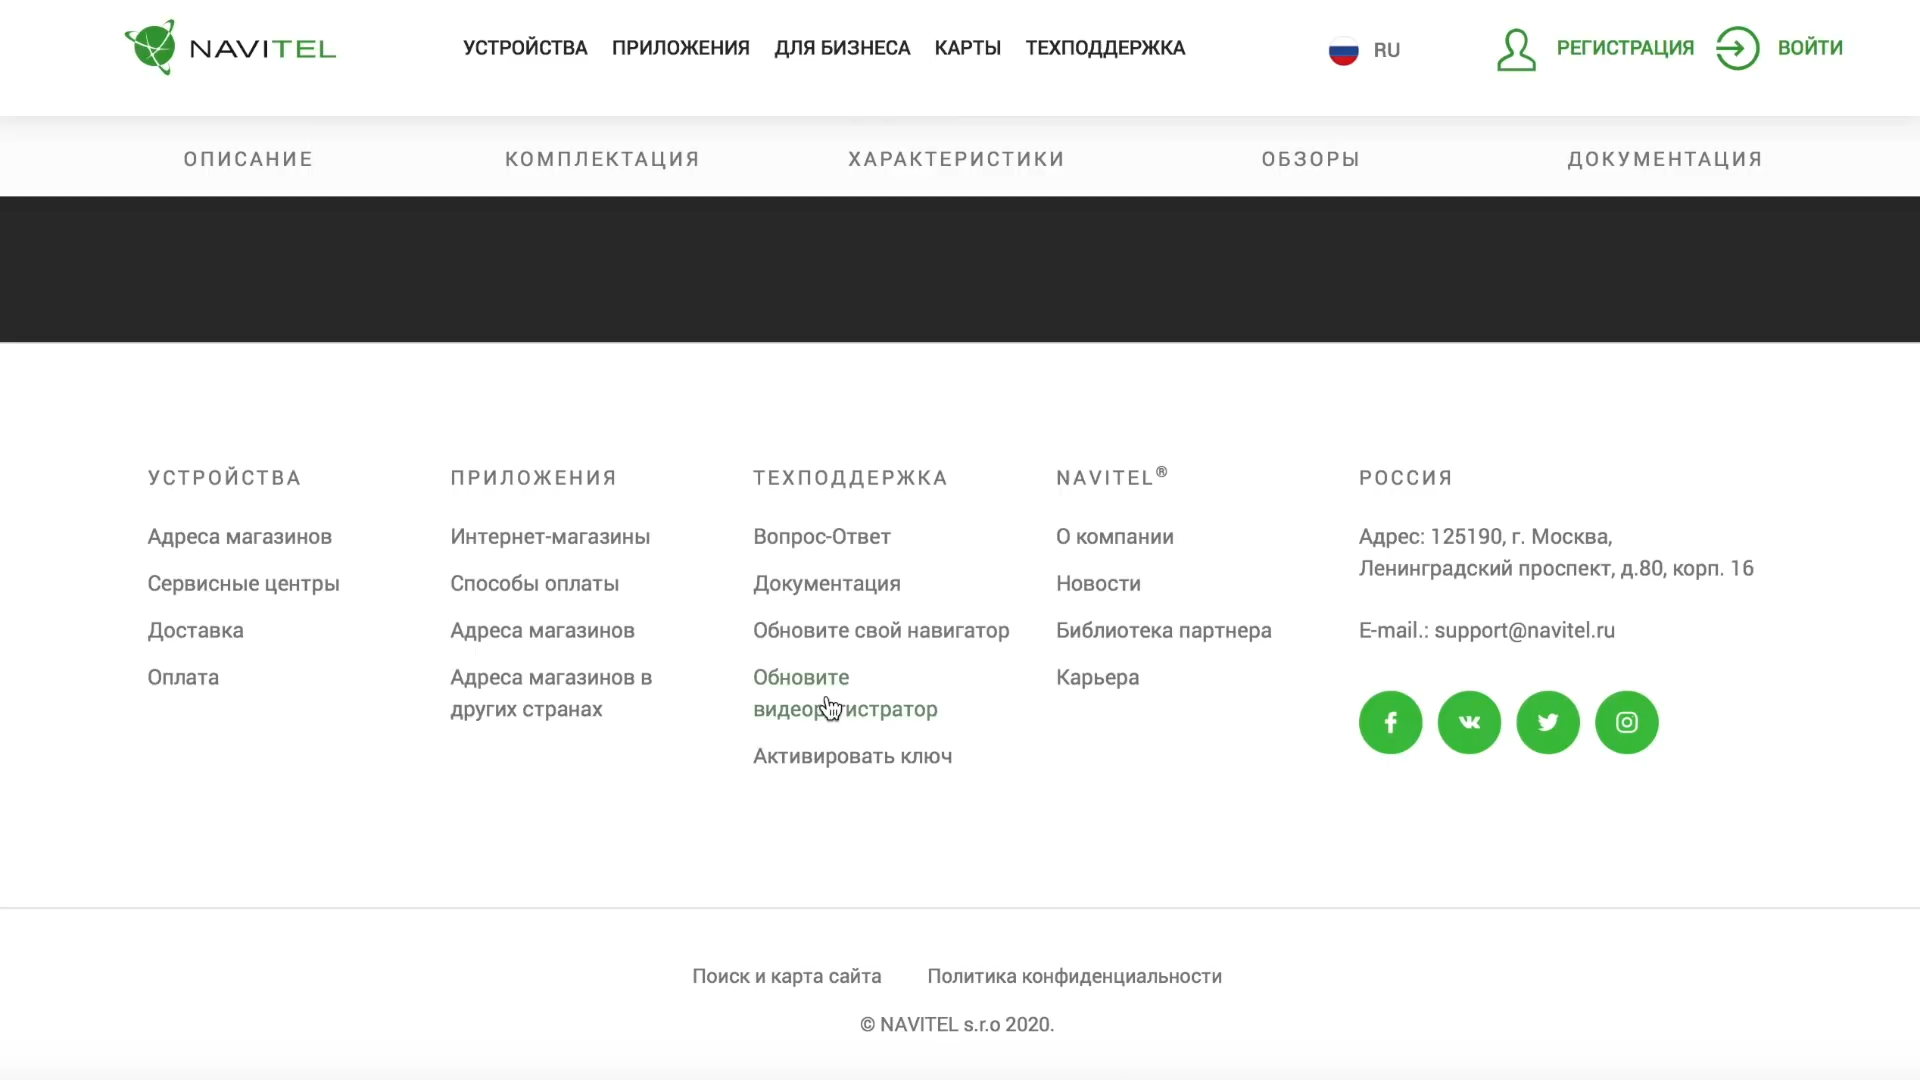 NAVITEL
УСТРОЙСТВА ПРИЛОЖЕНИЯ ДЛЯ БИЗНЕСА КАРТЫ ТЕХПОДДЕРЖКА
RU
РЕГИСТРАЦИЯ ВОЙТИ
ОПИСАНИЕ КОМПЛЕКТАЦИЯ ХАРАКТЕРИСТИКИ ОБЗОРЫ ДОКУМЕНТАЦИЯ
УСТРОЙСТВА
Адреса магазинов
Сервисные центры
Доставка
Оплата
ПРИЛОЖЕНИЯ
Интернет-магазины
Способы оплаты
Адреса магазинов
Адреса магазинов в
других странах
ТЕХПОДДЕРЖКА
Вопрос-Ответ
Документация
Обновите свой навигатор
Обновите
видеорегистратор
Активировать ключ
NAVITEL®
О компании
Новости
Библиотека партнера
Карьера
РОССИЯ
Адрес: 125190, г. Москва,
Ленинградский проспект, д.80, корп. 16
E-mail.: support@navitel.ru
Поиск и карта сайта Политика конфиденциальности
© NAVITEL s.r.o 2020.